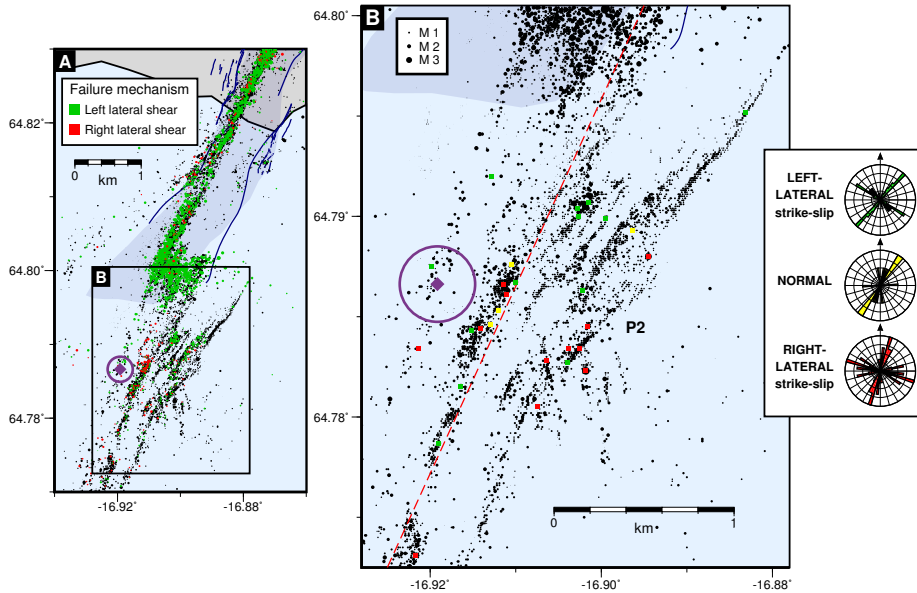 A
Failure mechanism
Left lateral shear
Right lateral shear
0 1
km
B
64.82
64.80
64.78
-16.92 -16.88
B
M 1
M 2
M 3
P2
0 1
km
64.80
64.79
64.78
-16.92 -16.90 -16.88
LEFT-
LATERAL
strike-slip
NORMAL
RIGHT-
LATERAL
strike-slip